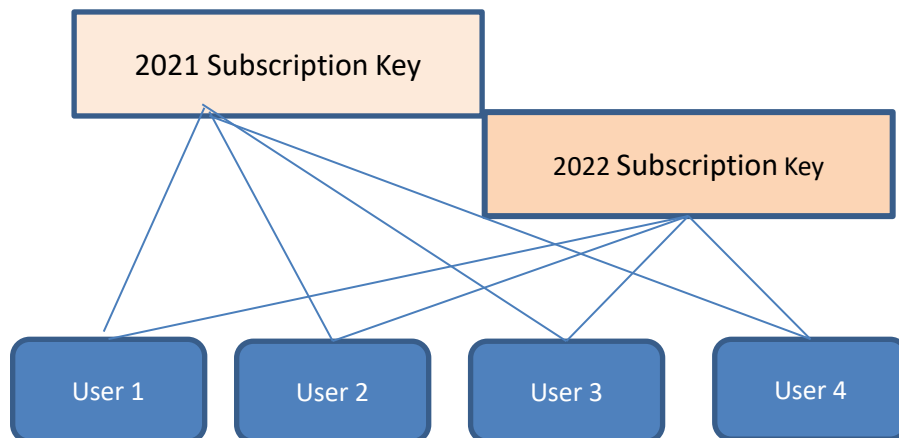 2021 Subscription Key
2022 Subscription Key
User 1
User 2
User 3
User 4